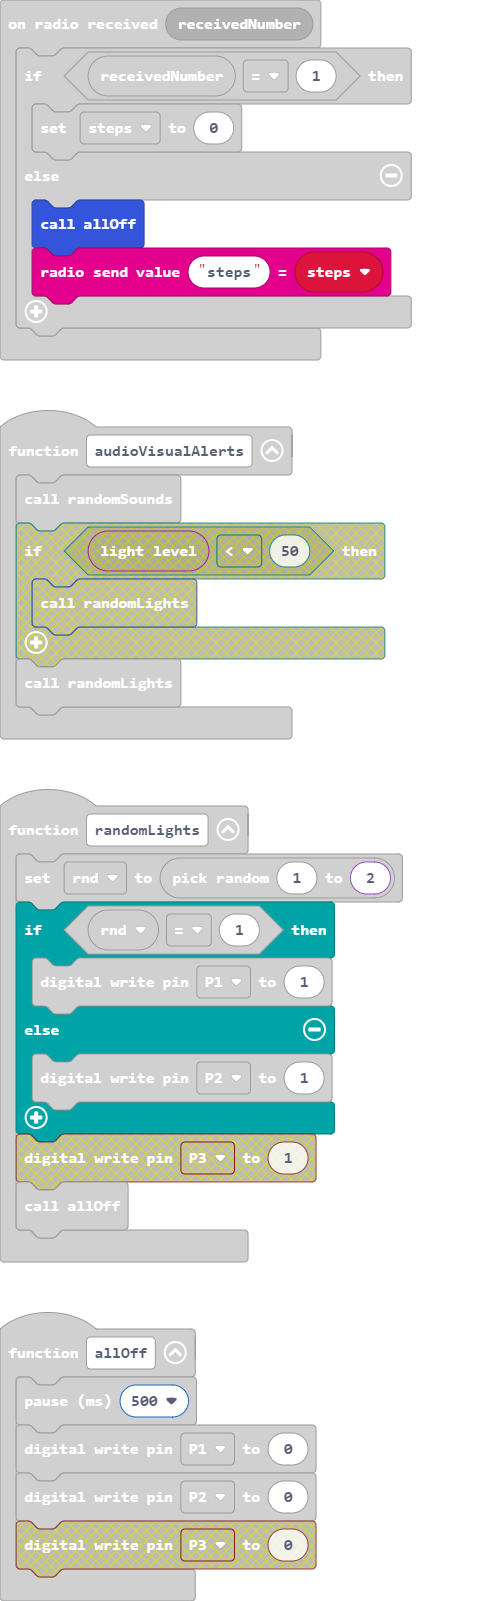 on radio received receivedNumber
if receivedNumber = 1 then
set steps to 0
else
call allOff
radio send value "steps" = steps
function audioVisualAlerts
call randomSounds
if light level < 50 then
call randomLights
call randomLights
function randomLights
set rnd to pick random 1 to 2
if rnd = 1 then
digital write pin P1 to 1
else
digital write pin P2 to 1
digital write pin P3 to 1
call allOff
function allOff
pause (ms) 500
digital write pin P1 to 0
digital write pin P2 to 0
digital write pin P3 to 0